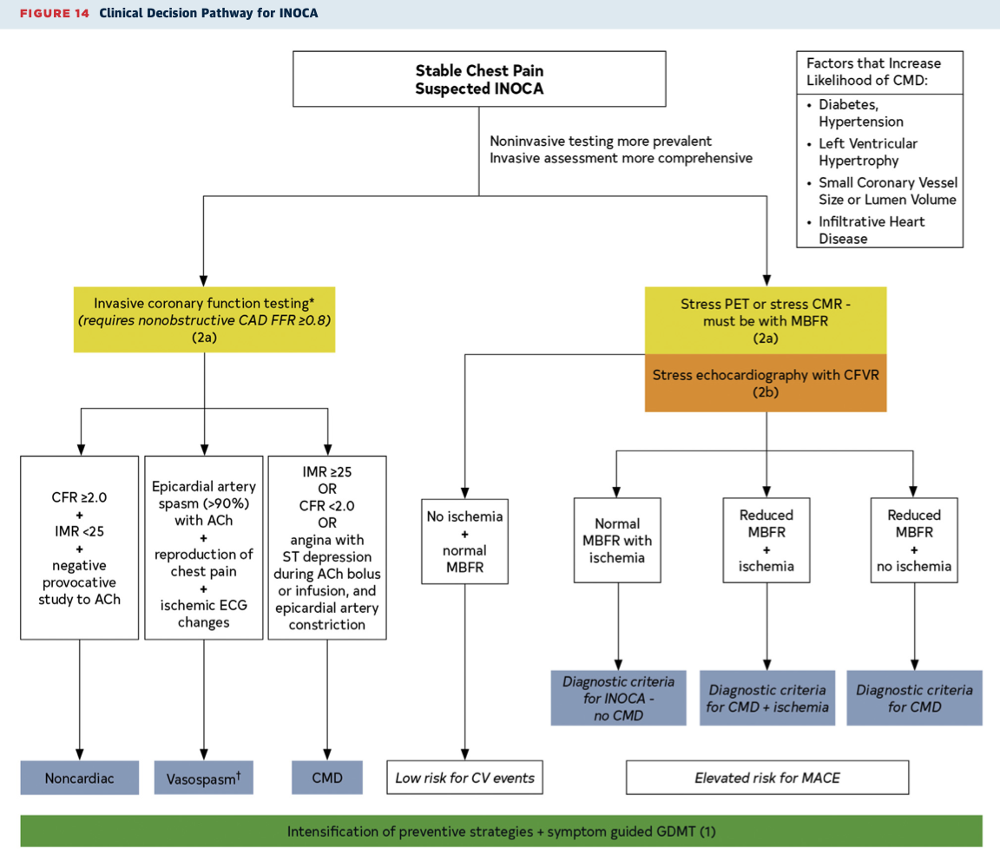 FIGURE 14 Clinical Decision Pathway for INOCA
Stable Chest Pain
Suspected INOCA
Factors that Increase
Likelihood of CMD:
• Diabetes,
Hypertension
• Left Ventricular
Hypertrophy
• Small Coronary Vessel
Size or Lumen Volume
• Infiltrative Heart
Disease
Noninvasive testing more prevalent
Invasive assessment more comprehensive
Invasive coronary function testing*
(requires nonobstructive CAD FFR ≥0.8)
(2a)
Stress PET or stress CMR -
must be with MBFR
(2a)
Stress echocardiography with CFVR
(2b)
CFR ≥2.0
+
IMR <25
+
negative
provocative
study to ACh
Epicardial artery
spasm (>90%)
with ACh
+
reproduction of
chest pain
+
ischemic ECG
changes
IMR ≥25
OR
CFR <2.0
OR
angina with
ST depression
during ACh bolus
or infusion, and
epicardial artery
constriction
No ischemia
+
normal
MBFR
Normal
MBFR with
ischemia
Reduced
MBFR
+
ischemia
Reduced
MBFR
+
no ischemia
Diagnostic criteria
for INOCA -
no CMD
Diagnostic criteria
for CMD + ischemia
Diagnostic criteria
for CMD
Noncardiac
Vasospasm†
CMD
Low risk for CV events
Elevated risk for MACE
Intensification of preventive strategies + symptom guided GDMT (1)